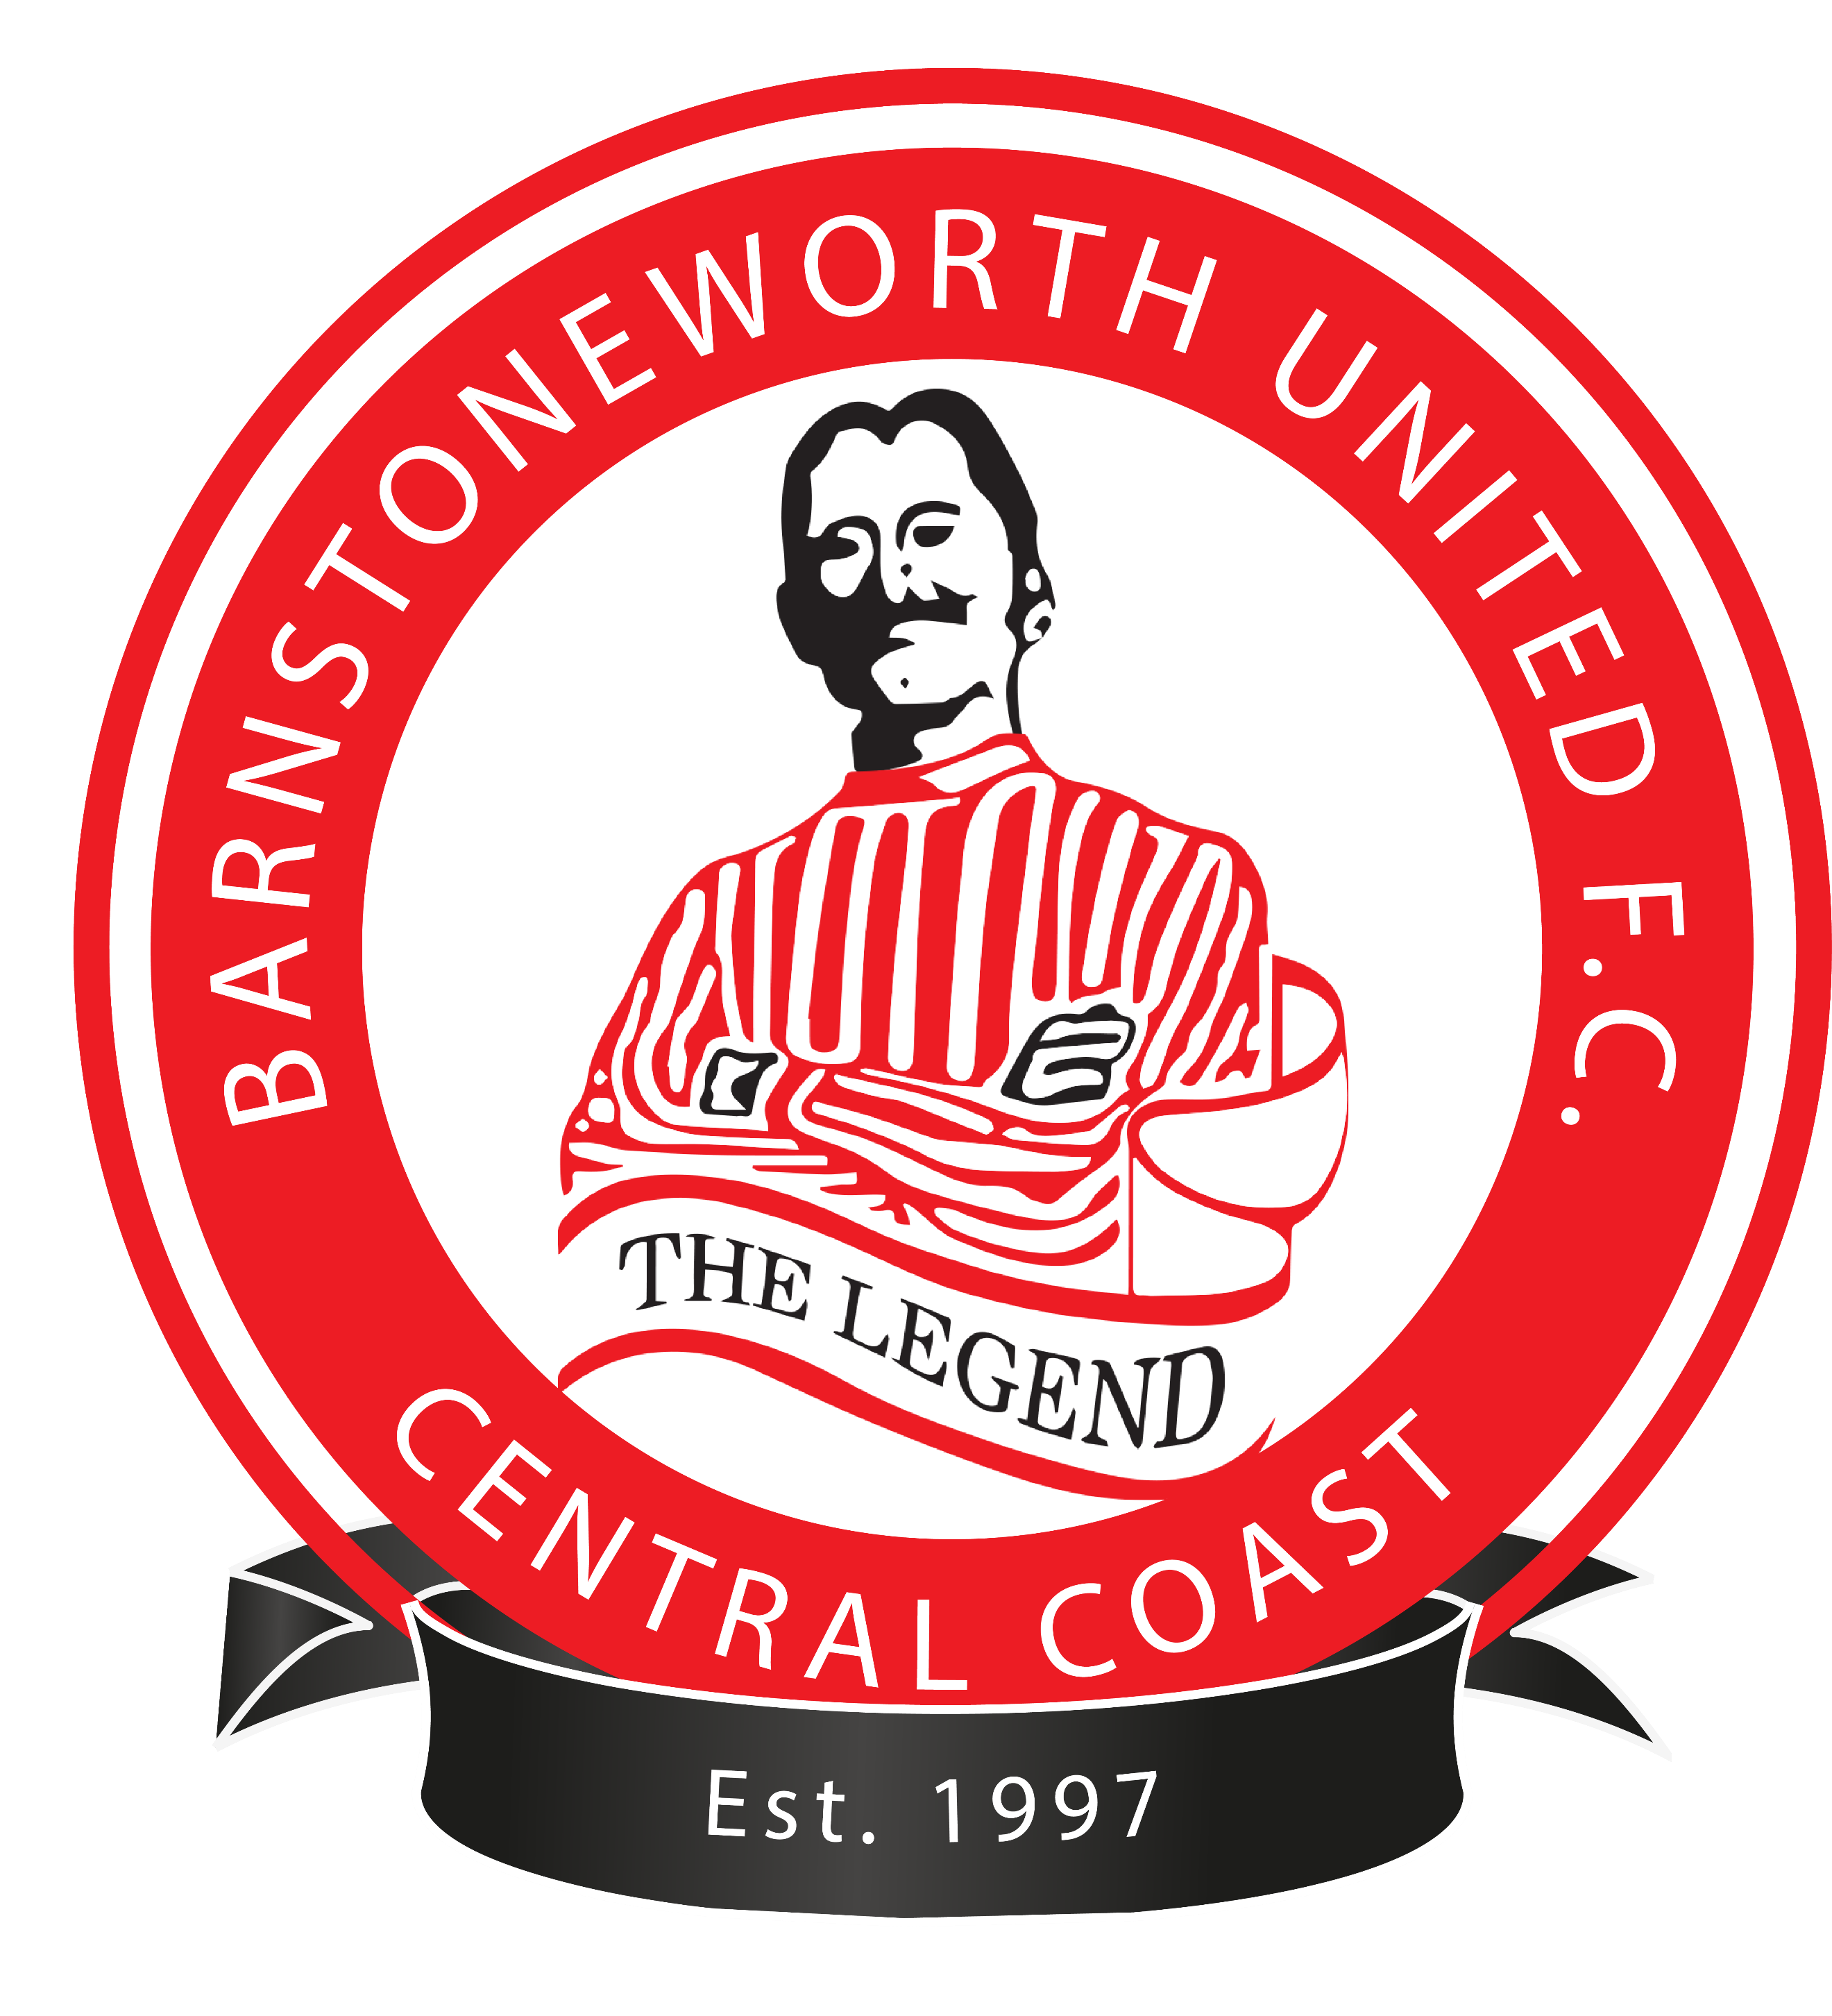 BARNSTONEWORTH UNITED F.C.
THE LEGEND
CENTRAL COAST
Est. 1997